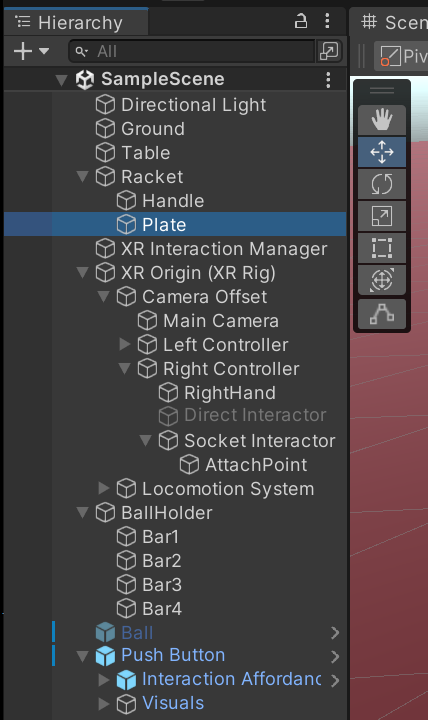 Hierarchy
Scen
All
Piv
SampleScene
Directional Light
Ground
Table
Racket
Handle
Plate
XR Interaction Manager
XR Origin (XR Rig)
Camera Offset
Main Camera
Left Controller
Right Controller
RightHand
Direct Interactor
Socket Interactor
AttachPoint
Locomotion System
BallHolder
Bar1
Bar2
Bar3
Bar4
Ball
Push Button
Interaction Affordanc
Visuals